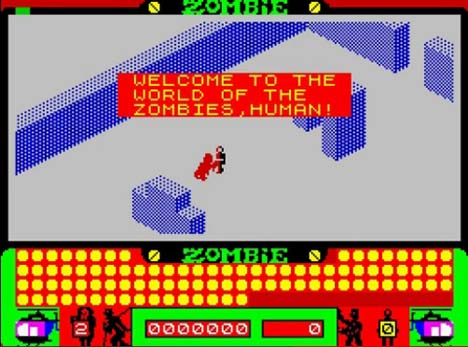 ZOMBiE
WELCOME TO THE
WORLD OF THE
ZOMBIES,HUMAN!
ZOMBiE
2 0000000 0 0